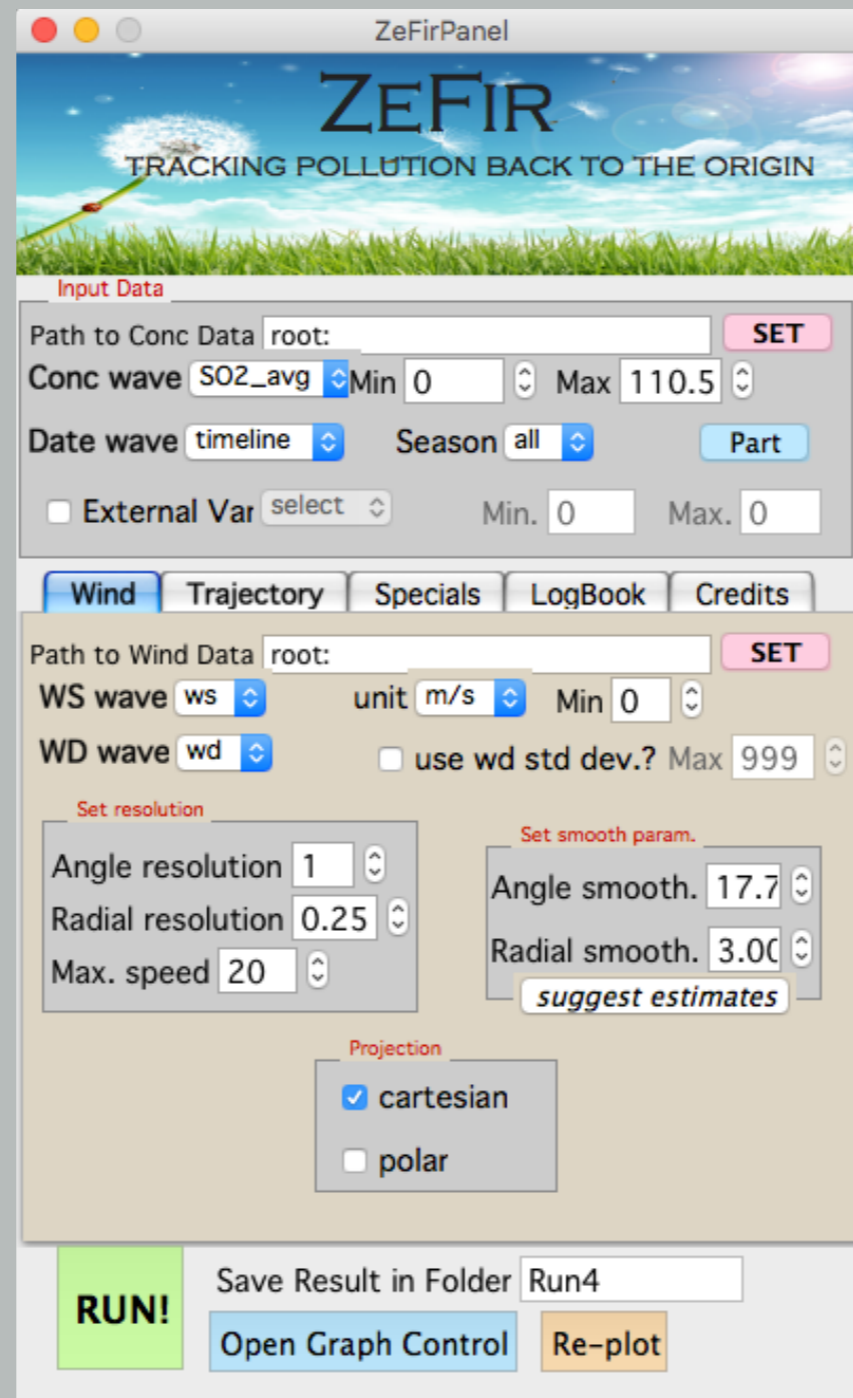 ZeFirPanel
ZEFIR
TRACKING POLLUTION BACK TO THE ORIGIN
Input Data
Path to Conc Data root: SET
Conc wave SO2_avg Min 0 Max 110.5
Date wave timeline Season all Part
External Var select Min. 0 Max. 0
Wind Trajectory Specials LogBook Credits
Path to Wind Data root: SET
WS wave ws unit m/s Min 0
WD wave wd use wd std dev.? Max 999
Set resolution
Angle resolution 1
Radial resolution 0.25
Max. speed 20
Set smooth param.
Angle smooth. 17.7
Radial smooth. 3.00
suggest estimates
Projection
cartesian
polar
RUN!
Save Result in Folder Run4
Open Graph Control Re-plot